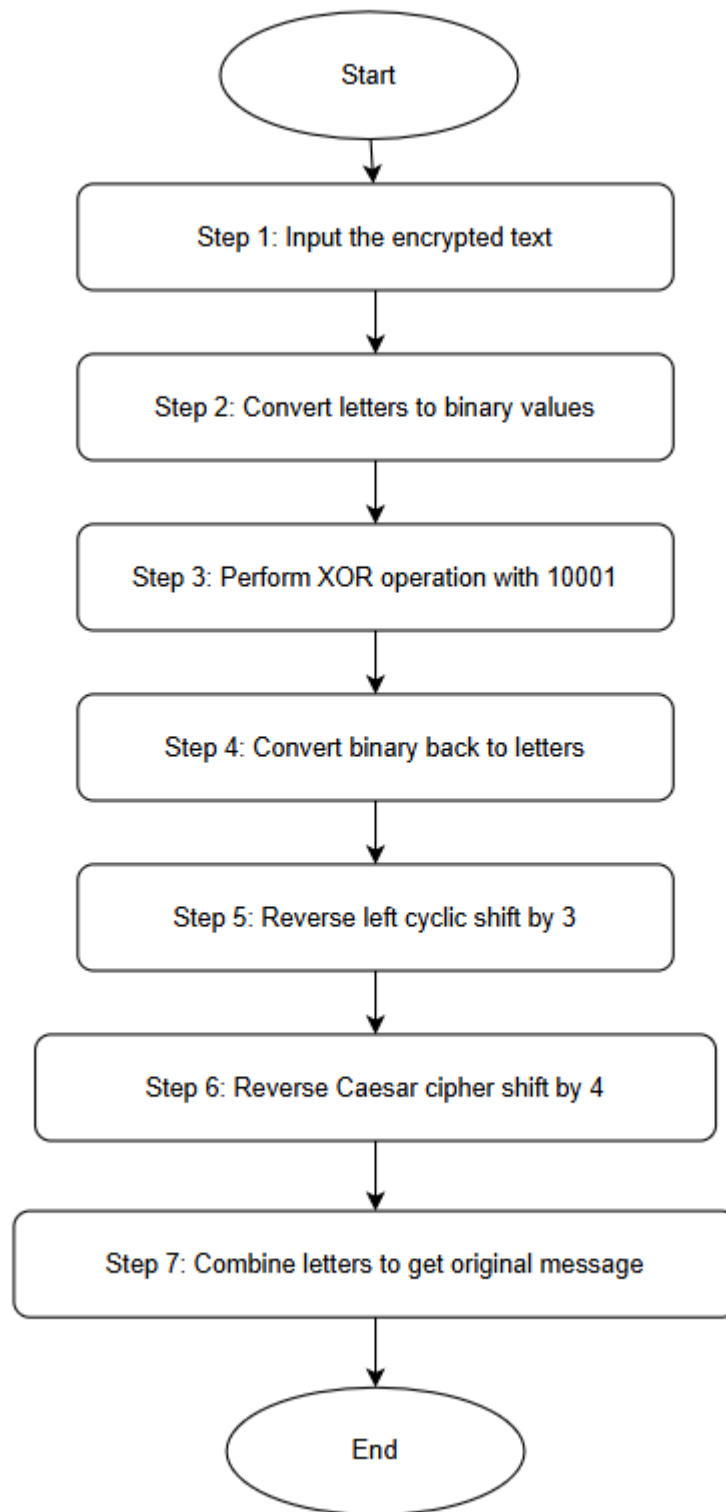 Start
Step 1: Input the encrypted text
Step 2: Convert letters to binary values
Step 3: Perform XOR operation with 10001
Step 4: Convert binary back to letters
Step 5: Reverse left cyclic shift by 3
Step 6: Reverse Caesar cipher shift by 4
Step 7: Combine letters to get original message
End